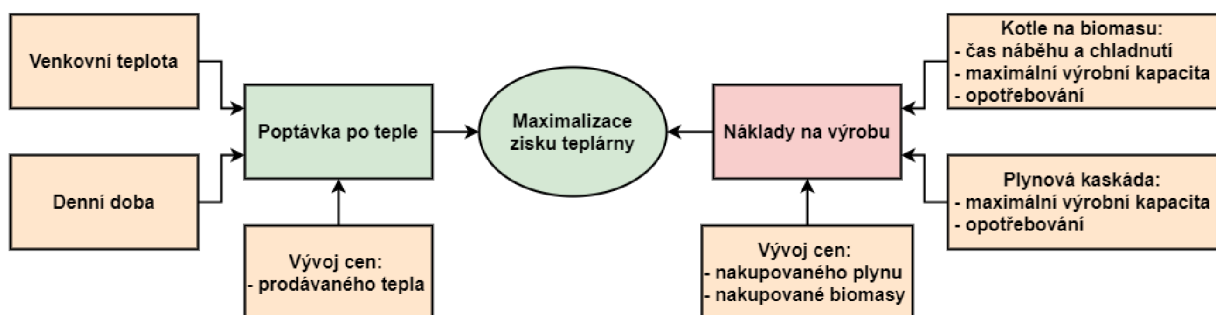 Venkovní teplota
Denní doba
Poptávka po teple
Vývoj cen:
- prodávaného tepla
Maximalizace
zisku teplárny
Náklady na výrobu
Vývoj cen:
- nakupovaného plynu
- nakupované biomasy
Kotle na biomasu:
- čas náběhu a chladnutí
- maximální výrobní kapacita
- opotřebování
Plynová kaskáda:
- maximální výrobní kapacita
- opotřebování